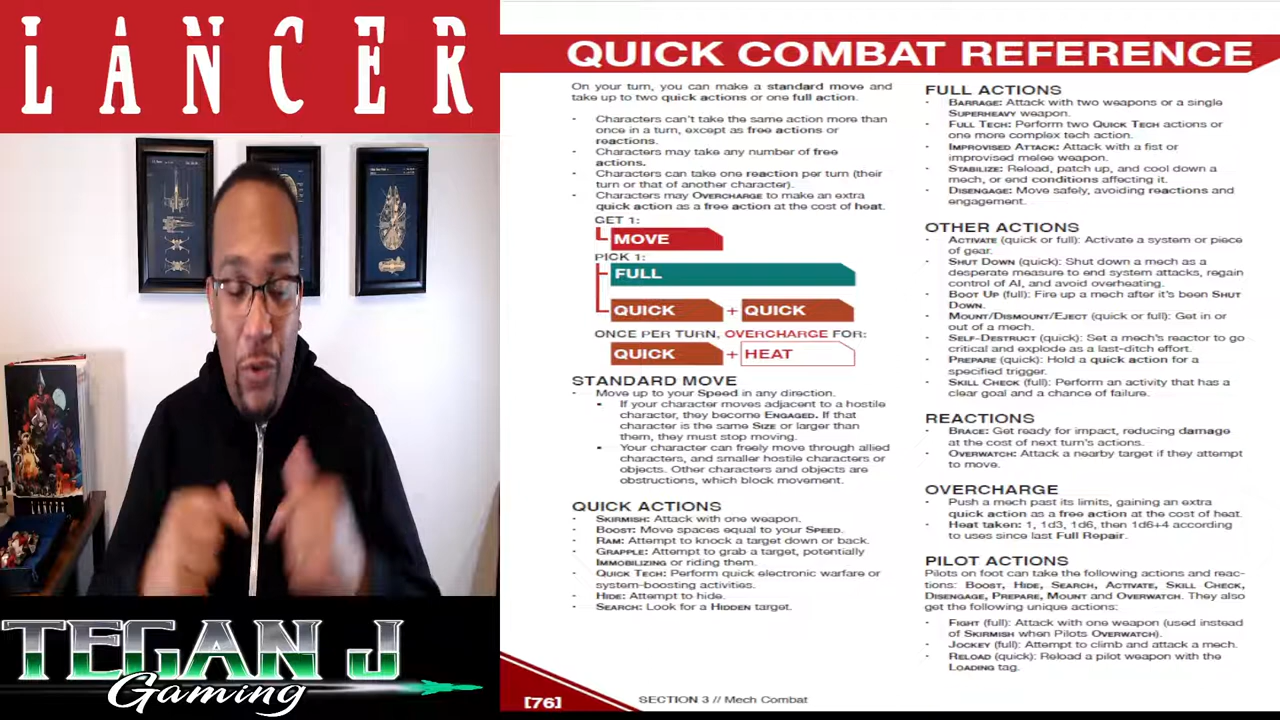 LANCER
TEGAN J
Gaming
QUICK COMBAT REFERENCE
On your turn, you can make a standard move and
take up to two quick actions or one full action.
· Characters can't take the same action more than
once in a turn, except as free actions or
reactions.
· Characters may take any number of free
actions.
· Characters can take one reaction per turn (their
turn or that of another character).
· Characters may OVERCHARGE to make an extra
quick action as a free action at the cost of heat.
GET 1:
MOVE
PICK 1:
FULL
QUICK + QUICK
ONCE PER TURN, OVERCHARGE FOR:
QUICK + HEAT
STANDARD MOVE
· Move up to your Speed in any direction.
▪ If your character moves adjacent to a hostile
character, they become ENGAGED. If that
character is the same SIZE or larger than
them, they must stop moving.
▪ Your character can freely move through allied
characters, and smaller hostile characters or
objects. Other characters and objects are
obstructions, which block movement.
QUICK ACTIONS
· SKIRMISH: Attack with one weapon.
· BOOST: Move spaces equal to your SPEED.
· RAM: Attempt to knock a target down or back.
· GRAPPLE: Attempt to grab a target, potentially
IMMOBILIZING or riding them.
· QUICK TECH: Perform quick electronic warfare or
system-boosting activities.
· HIDE: Attempt to hide.
· SEARCH: Look for a HIDDEN target.
FULL ACTIONS
· BARRAGE: Attack with two weapons or a single
SUPERHEAVY weapon.
· FULL TECH: Perform two QUICK TECH actions or
one more complex tech action.
· IMPROVISED ATTACK: Attack with a fist or
improvised melee weapon.
· STABILIZE: Reload, patch up, and cool down a
mech, or end conditions affecting it.
· DISENGAGE: Move safely, avoiding reactions and
engagement.
OTHER ACTIONS
· ACTIVATE (quick or full): Activate a system or piece
of gear.
· SHUT DOWN (quick): Shut down a mech as a
desperate measure to end system attacks, regain
control of AI, and avoid overheating.
· BOOT UP (full): Fire up a mech after it's been SHUT
DOWN.
· MOUNT/DISMOUNT/EJECT (quick or full): Get in or
out of a mech.
· SELF-DESTRUCT (quick): Set a mech's reactor to go
critical and explode as a last-ditch effort.
· PREPARE (quick): Hold a quick action for a
specified trigger.
· SKILL CHECK (full): Perform an activity that has a
clear goal and a chance of failure.
REACTIONS
· BRACE: Get ready for impact, reducing damage
at the cost of next turn's actions.
· OVERWATCH: Attack a nearby target if they attempt
to move.
OVERCHARGE
· Push a mech past its limits, gaining an extra
quick action as a free action at the cost of heat.
· Heat taken: 1, 1d3, 1d6, then 1d6+4 according
to uses since last Full Repair.
PILOT ACTIONS
Pilots on foot can take the following actions and reac-
tions: BOOST, HIDE, SEARCH, ACTIVATE, SKILL CHECK,
DISENGAGE, PREPARE, MOUNT and OVERWATCH. They also
get the following unique actions:
· FIGHT (full): Attack with one weapon (used instead
of SKIRMISH when Pilots OVERWATCH).
· JOCKEY (full): Attempt to climb and attack a mech.
· RELOAD (quick): Reload a pilot weapon with the
LOADING tag.
[76] SECTION 3 // Mech Combat